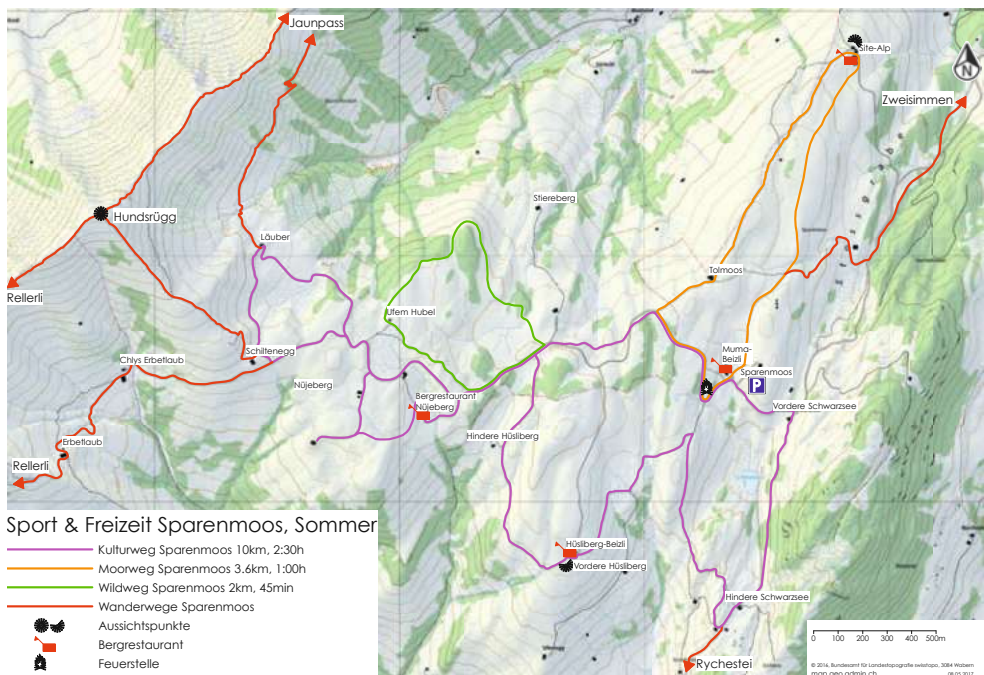 Jaunpass
Site-Alp
N
Zweisimmen
Stiereberg
Hundsrügg
Läuber
Tolmoos
Rellerli
Ufem Hubel
Schiltenegg
Muma-
Beizli
Chlys Erbetlaub
Sparenmoos
P
Nüjeberg
Bergrestaurant
Nüjeberg
Vordere Schwarzsee
Hindere Hüsliberg
Erbetlaub
Rellerli
Hüsliberg-Beizli
Vordere Hüsliberg
Hindere Schwarzsee
Rychestei
Sport & Freizeit Sparenmoos, Sommer
Kulturweg Sparenmoos 10km, 2:30h
Moorweg Sparenmoos 3.6km, 1:00h
Wildweg Sparenmoos 2km, 45min
Wanderwege Sparenmoos
Aussichtspunkte
Bergrestaurant
Feuerstelle
0 100 200 300 400 500m
© 2016, Bundesamt für Landestopografie swisstopo, 3084 Wabern
map.geo.admin.ch 08.05.2017